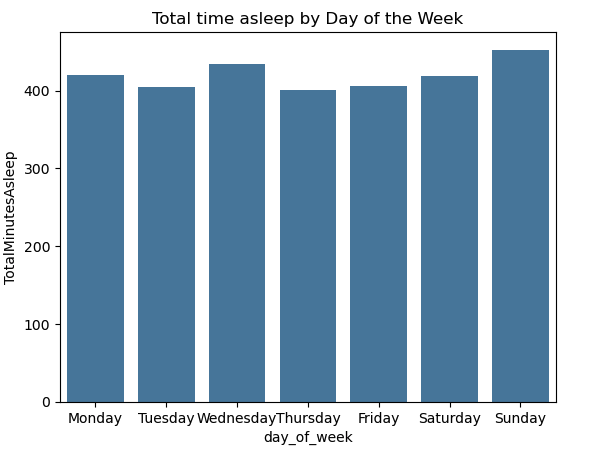 Total time asleep by Day of the Week
TotalMinutesAsleep
400
300
200
100
0
Monday Tuesday Wednesday Thursday Friday Saturday Sunday
day_of_week